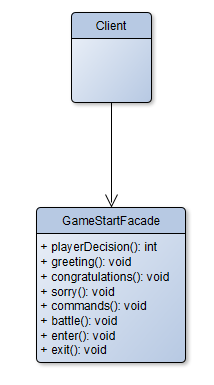 Client
GameStartFacade
+ playerDecision(): int
+ greeting(): void
+ congratulations(): void
+ sorry(): void
+ commands(): void
+ battle(): void
+ enter(): void
+ exit(): void